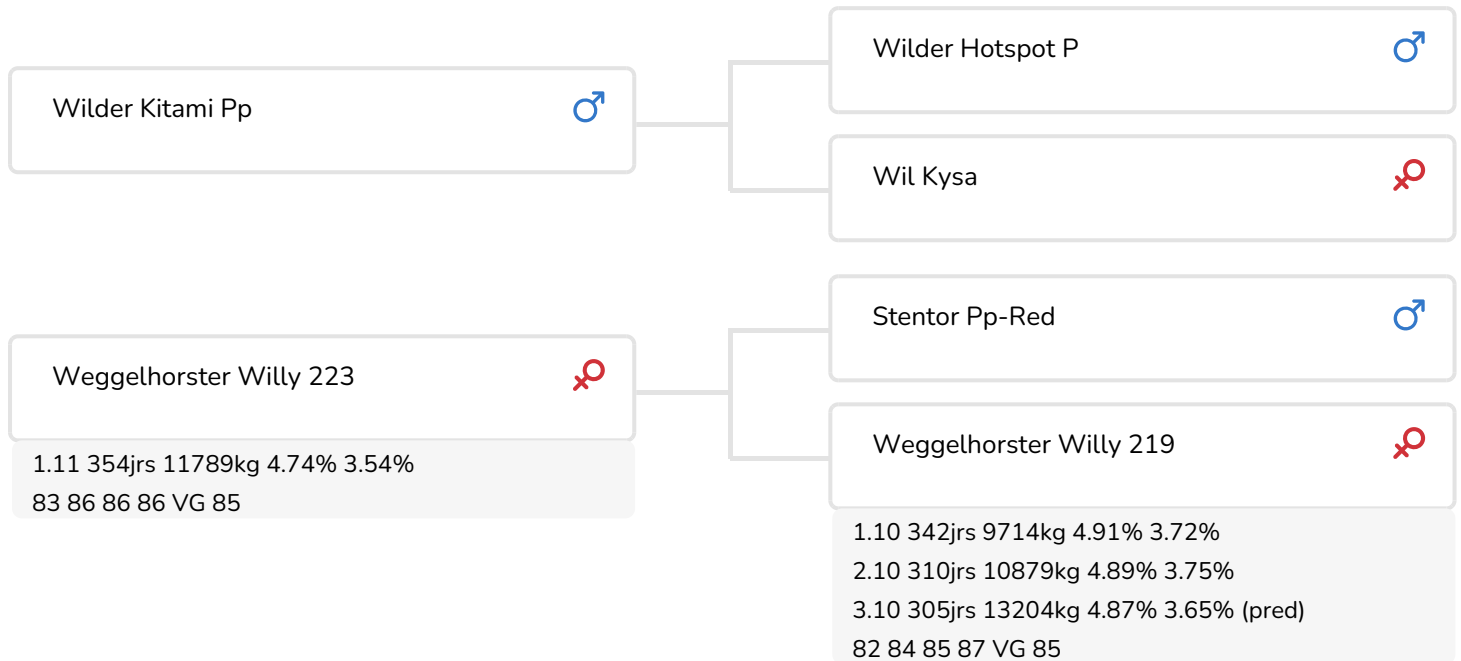 Wilder Kitami Pp
Wilder Hotspot P
Wil Kysa
Weggelhorster Willy 223
1.11 354jrs 11789kg 4.74% 3.54%
83 86 86 86 VG 85
Stentor Pp-Red
Weggelhorster Willy 219
1.10 342jrs 9714kg 4.91% 3.72%
2.10 310jrs 10879kg 4.89% 3.75%
3.10 305jrs 13204kg 4.87% 3.65% (pred)
82 84 85 87 VG 85